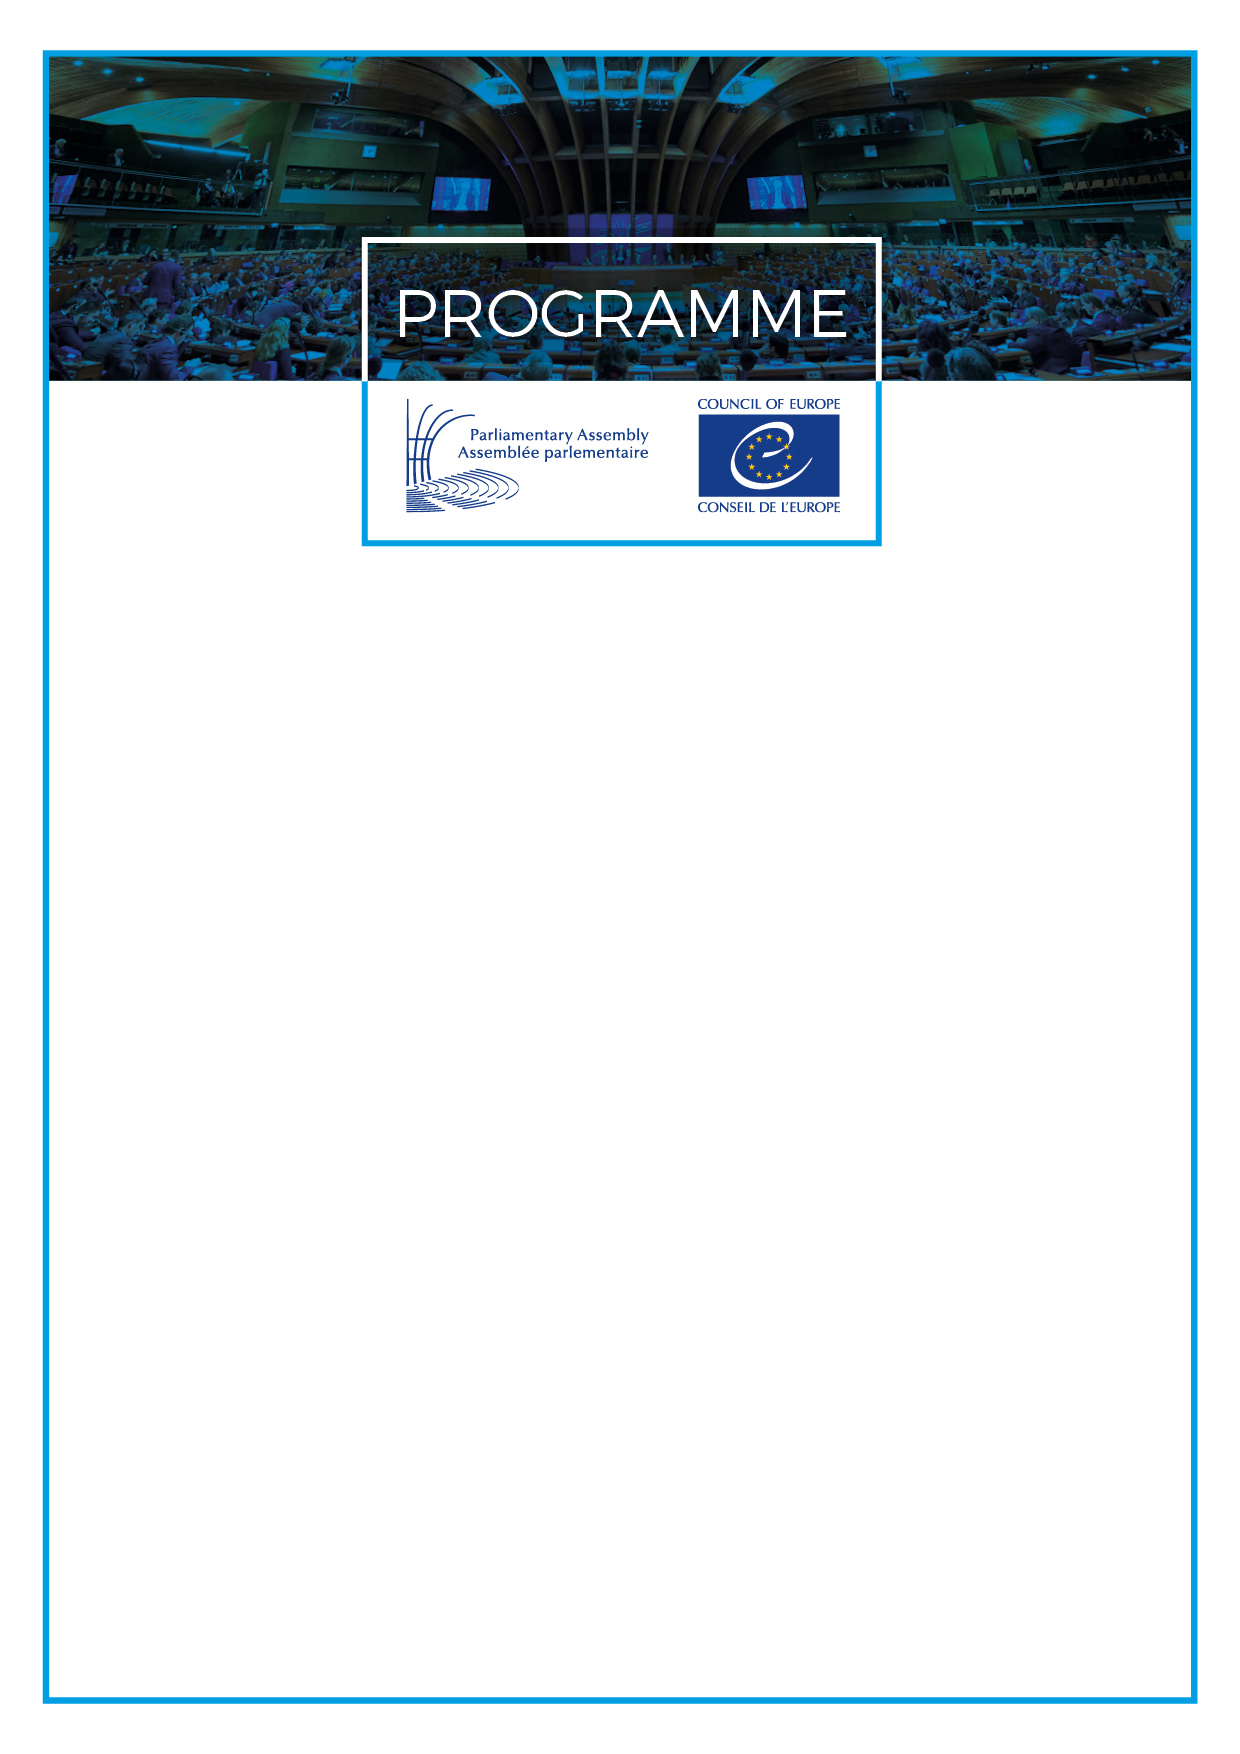 PROGRAMME
Parliamentary Assembly
Assemblée parlementaire
COUNCIL OF EUROPE
CONSEIL DE L'EUROPE